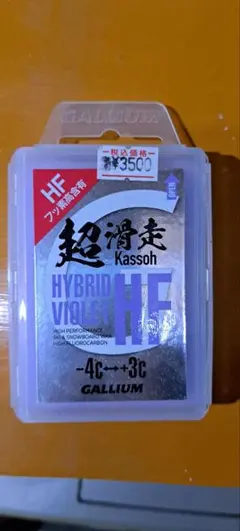 GALLIUM
税込価格
¥3500
HF
フッ素高含有
OPEN
超滑走
Kassoh
HYBRID
VIOLET
HF
HIGH PERFORMANCE
SKI & SNOWBOARD WAX
HIGH FLUOROCARBON
-4c↔+3c
GALLIUM